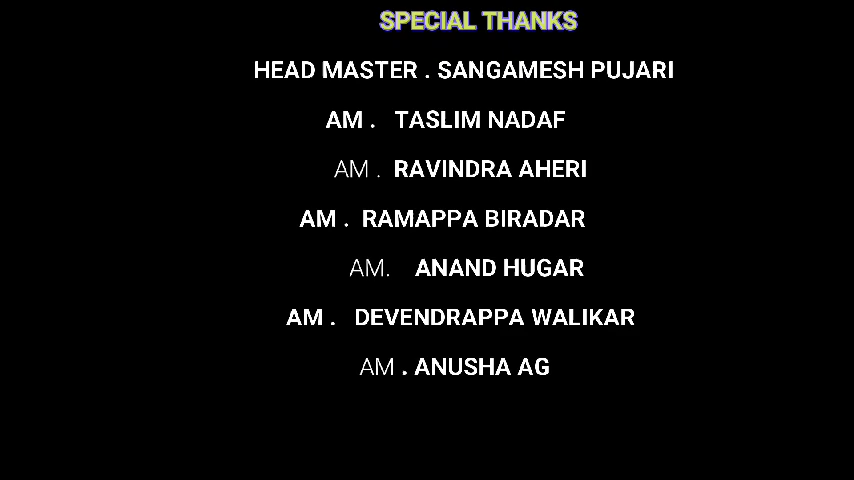 SPECIAL THANKS
HEAD MASTER . SANGAMESH PUJARI
AM . TASLIM NADAF
AM . RAVINDRA AHERI
AM . RAMAPPA BIRADAR
AM. ANAND HUGAR
AM . DEVENDRAPPA WALIKAR
AM . ANUSHA AG